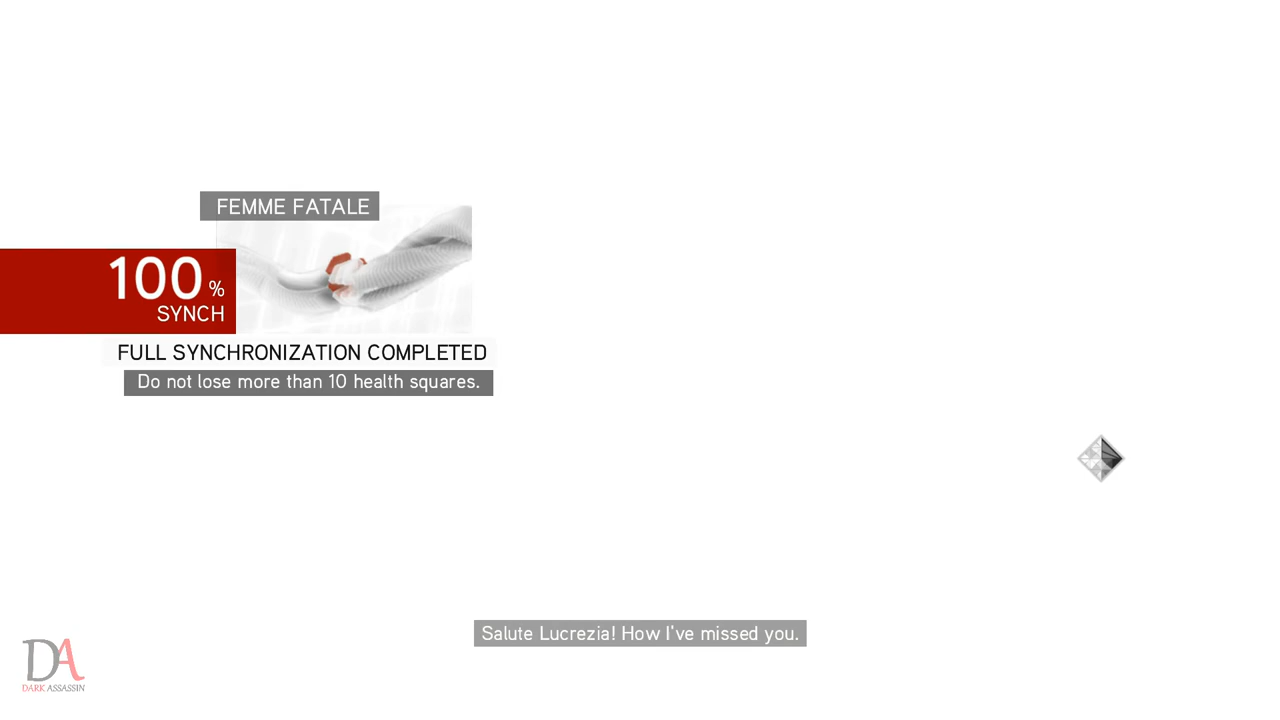 FEMME FATALE
100 %
SYNCH
FULL SYNCHRONIZATION COMPLETED
Do not lose more than 10 health squares.
Salute Lucrezia! How I've missed you.
DA
DARK ASSASSIN